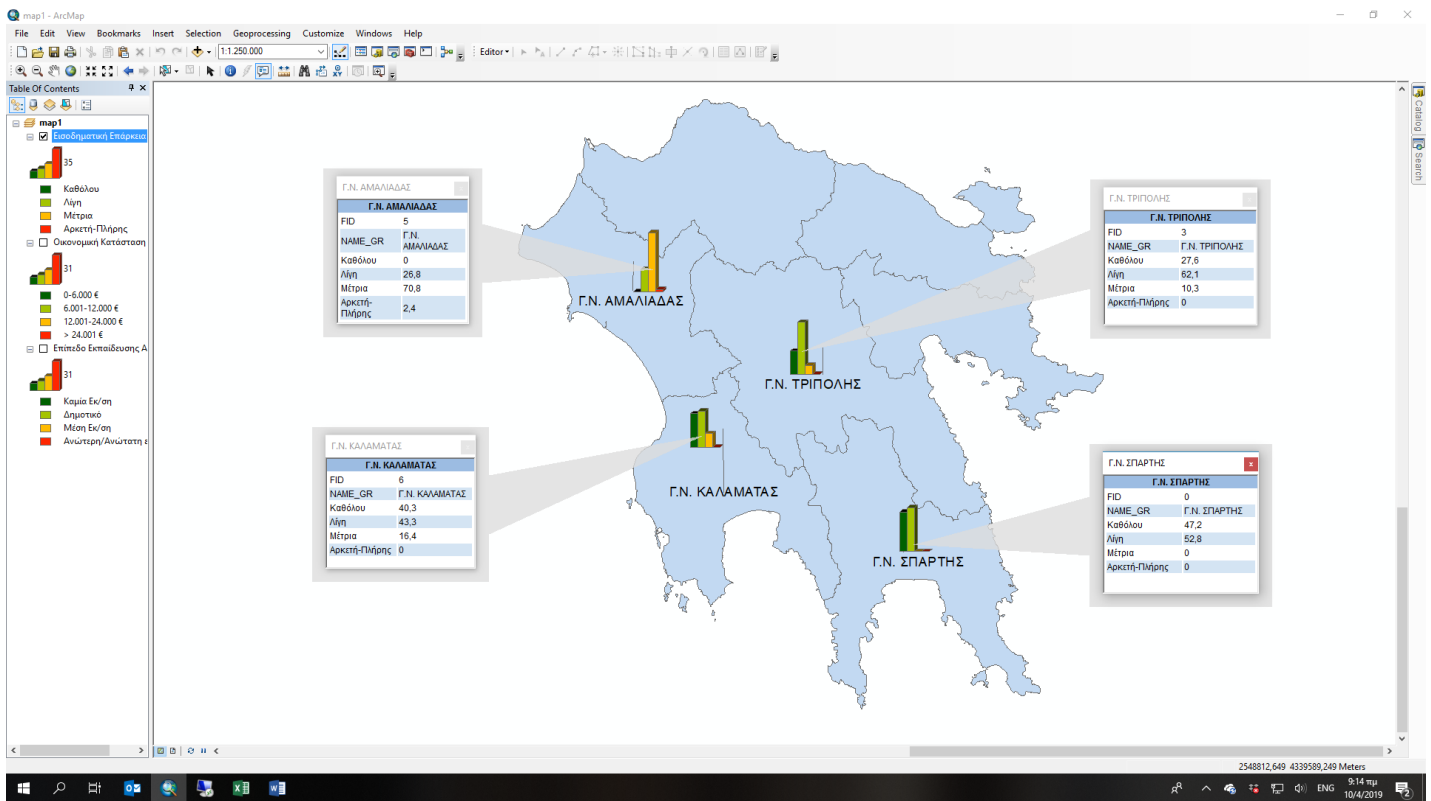 map1 - ArcMap
File Edit View Bookmarks Insert Selection Geoprocessing Customize Windows Help
1:1.250.000
Editor
Table Of Contents
map1
Εισοδηματική Επάρκεια
35
Καθόλου
Λίγη
Μέτρια
Αρκετή-Πλήρης
Οικονομική Κατάσταση
31
0-6.000 €
6.001-12.000 €
12.001-24.000 €
> 24.001 €
Επίπεδο Εκπαίδευσης Α
31
Καμία Εκ/ση
Δημοτικό
Μέση Εκ/ση
Ανώτερη/Ανώτατη ε
Γ.Ν. ΑΜΑΛΙΑΔΑΣ
Γ.Ν. ΑΜΑΛΙΑΔΑΣ
FID 5
NAME_GR Γ.Ν. ΑΜΑΛΙΑΔΑΣ
Καθόλου 0
Λίγη 26,8
Μέτρια 70,8
Αρκετή-Πλήρης 2,4
Γ.Ν. ΤΡΙΠΟΛΗΣ
Γ.Ν. ΤΡΙΠΟΛΗΣ
FID 3
NAME_GR Γ.Ν. ΤΡΙΠΟΛΗΣ
Καθόλου 27,6
Λίγη 62,1
Μέτρια 10,3
Αρκετή-Πλήρης 0
Γ.Ν. ΑΜΑΛΙΑΔΑΣ
Γ.Ν. ΤΡΙΠΟΛΗΣ
Γ.Ν. ΚΑΛΑΜΑΤΑΣ
Γ.Ν. ΣΠΑΡΤΗΣ
Γ.Ν. ΚΑΛΑΜΑΤΑΣ
Γ.Ν. ΚΑΛΑΜΑΤΑΣ
FID 6
NAME_GR Γ.Ν. ΚΑΛΑΜΑΤΑΣ
Καθόλου 40,3
Λίγη 43,3
Μέτρια 16,4
Αρκετή-Πλήρης 0
Γ.Ν. ΣΠΑΡΤΗΣ
Γ.Ν. ΣΠΑΡΤΗΣ
FID 0
NAME_GR Γ.Ν. ΣΠΑΡΤΗΣ
Καθόλου 47,2
Λίγη 52,8
Μέτρια 0
Αρκετή-Πλήρης 0
Catalog
Search
2548812,649 4339589,249 Meters
ENG
9:14 πμ
10/4/2019